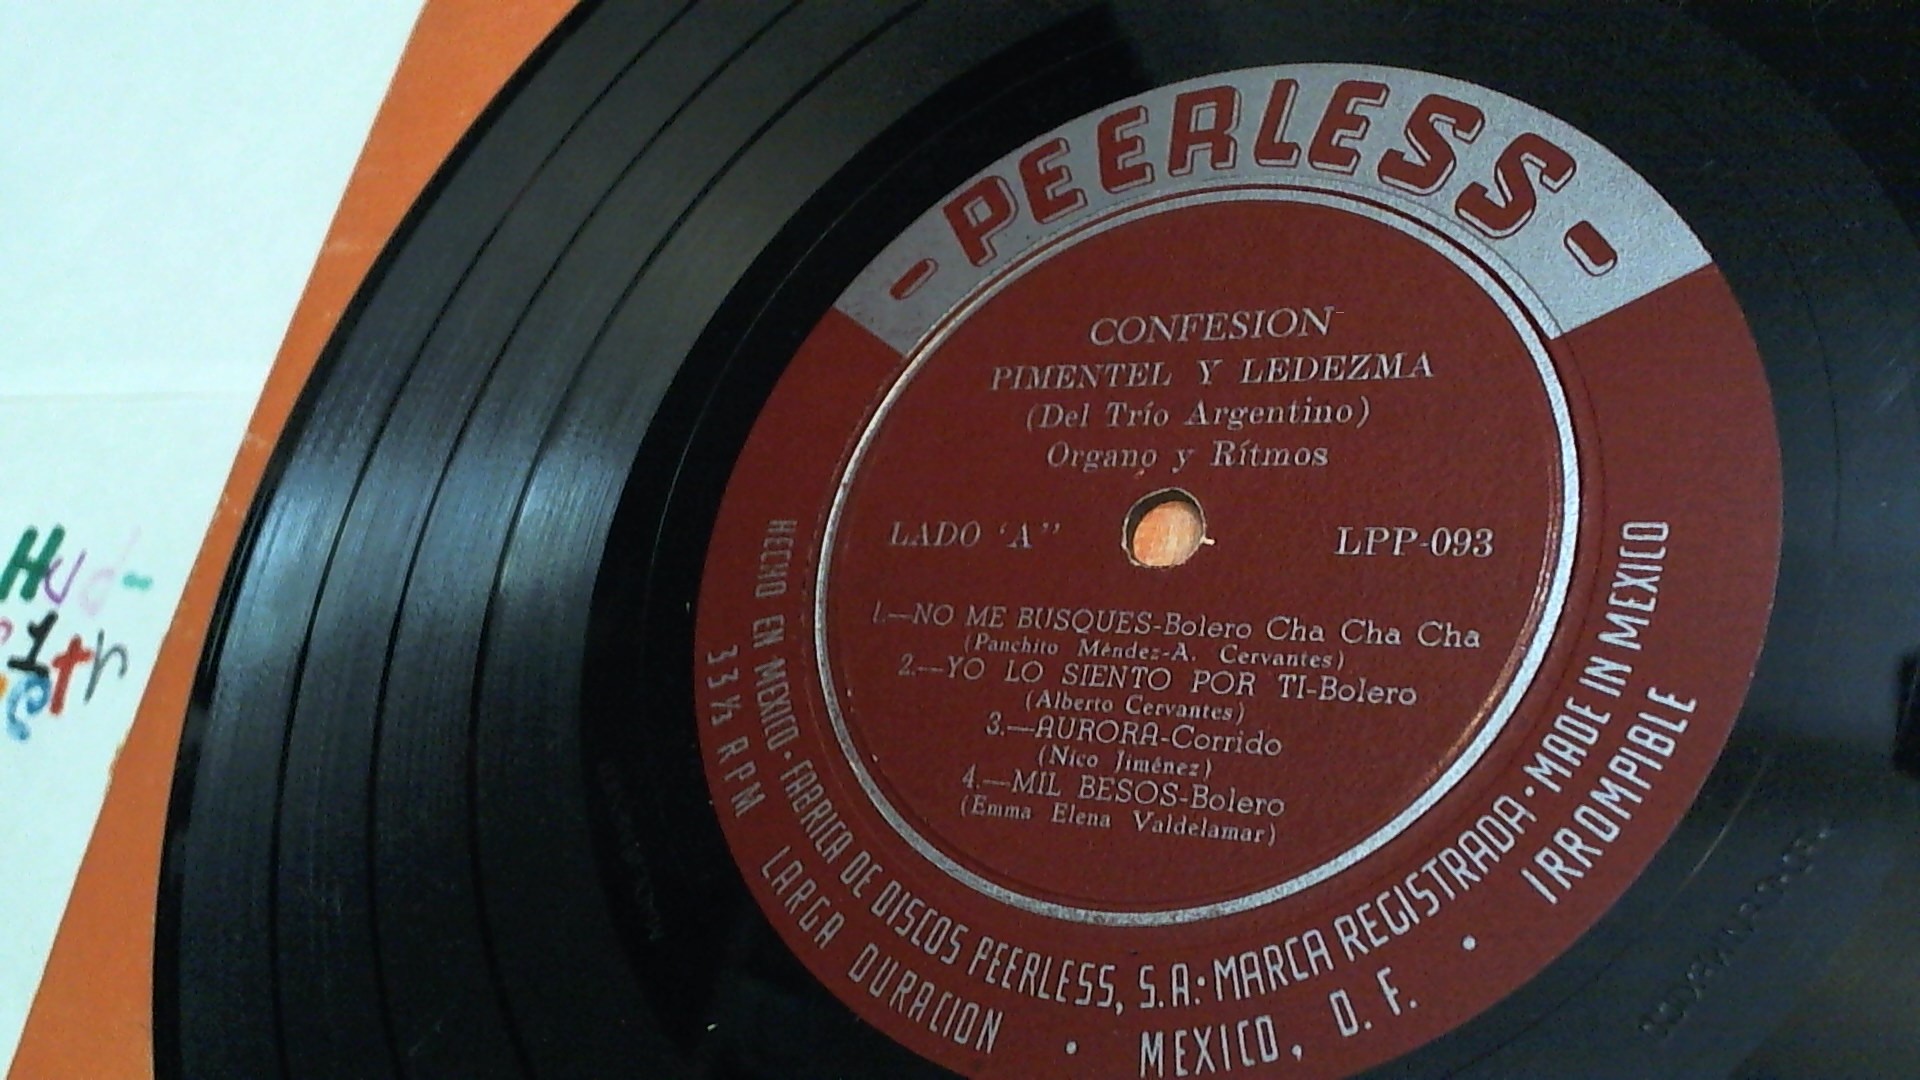 -PEERLESS-
CONFESION
PIMENTEL Y LEDEZMA
(Del Trío Argentino)
Organo y Rítmos
LADO 'A"
LPP-093
1.—NO ME BUSQUES-Bolero Cha Cha Cha
(Panchito Méndez-A. Cervantes)
2.—YO LO SIENTO POR TI-Bolero
(Alberto Cervantes)
3.—AURORA-Corrido
(Nico Jiménez)
4.—MIL BESOS-Bolero
(Emma Elena Valdelamar)
HECHO EN MEXICO·FABRICA DE DISCOS PEERLESS, S.A·MARCA REGISTRADA·MADE IN MEXICO
33⅓ RPM LARGA DURACION · MEXICO, D. F. · IRROMPIBLE